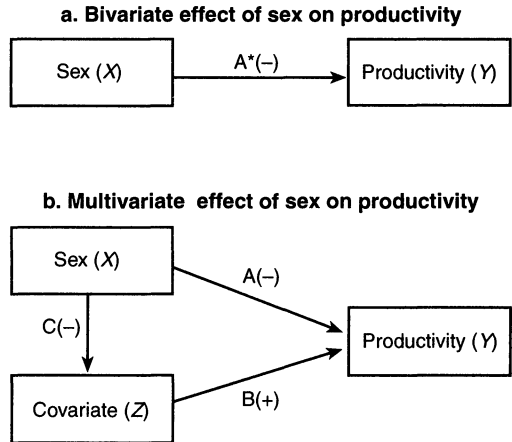 a. Bivariate effect of sex on productivity
Sex (X)
A*(–)
Productivity (Y)
b. Multivariate effect of sex on productivity
Sex (X)
A(–)
C(–)
Productivity (Y)
Covariate (Z)
B(+)